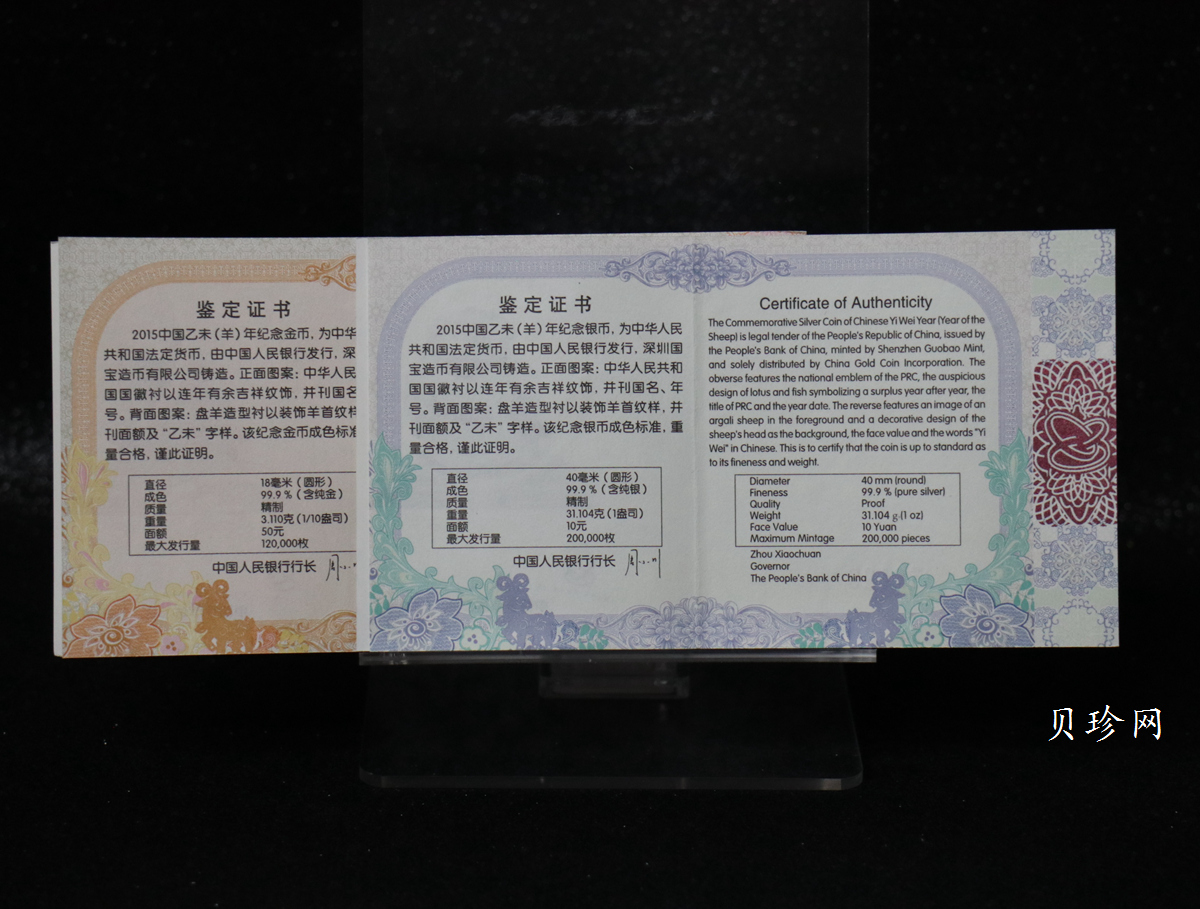 鉴定证书
2015中国乙未(羊)年纪念金币，为中华
共和国法定货币，由中国人民银行发行，深
宝造币有限公司铸造。正面图案：中华人民
国国徽衬以连年有余吉祥纹饰，并刊国名
号。背面图案：盘羊造型衬以装饰羊首纹样
刊面额及“乙未”字样。该纪念金币成色标准
量合格，谨此证明。
直径 18毫米(圆形)
成色 99.9%(含纯金)
质量 精制
重量 3.110克(1/10盎司)
面额 50元
最大发行量 120,000枚
中国人民银行行长
鉴定证书
2015中国乙未(羊)年纪念银币，为中华人民
共和国法定货币，由中国人民银行发行，深圳国
宝造币有限公司铸造。正面图案：中华人民共和
国国徽衬以连年有余吉祥纹饰，并刊国名、年
号。背面图案：盘羊造型衬以装饰羊首纹样，并
刊面额及“乙未”字样。该纪念银币成色标准，重
量合格，谨此证明。
直径 40毫米(圆形)
成色 99.9%(含纯银)
质量 精制
重量 31.104克(1盎司)
面额 10元
最大发行量 200,000枚
中国人民银行行长
Certificate of Authenticity
The Commemorative Silver Coin of Chinese Yi Wei Year (Year of the
Sheep) is legal tender of the People's Republic of China, issued by
the People's Bank of China, minted by Shenzhen Guobao Mint,
and solely distributed by China Gold Coin Incorporation. The
obverse features the national emblem of the PRC, the auspicious
design of lotus and fish symbolizing a surplus year after year, the
title of PRC and the year date. The reverse features an image of an
argali sheep in the foreground and a decorative design of the
sheep's head as the background, the face value and the words "Yi
Wei" in Chinese. This is to certify that the coin is up to standard as
to its fineness and weight.
Diameter 40 mm (round)
Fineness 99.9 % (pure silver)
Quality Proof
Weight 31.104 g (1 oz)
Face Value 10 Yuan
Maximum Mintage 200,000 pieces
Zhou Xiaochuan
Governor
The People's Bank of China
贝珍网